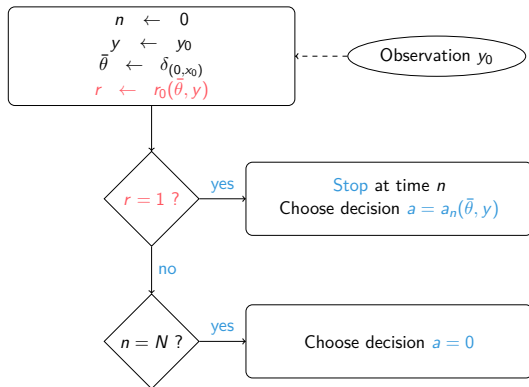 n ← 0
y ← y₀
θ̄ ← δ₍₀,ₓ₀₎
r ← r₀(θ̄, y)
Observation y₀
r = 1 ?
yes
Stop at time n
Choose decision a = aₙ(θ̄, y)
no
n = N ?
yes
Choose decision a = 0